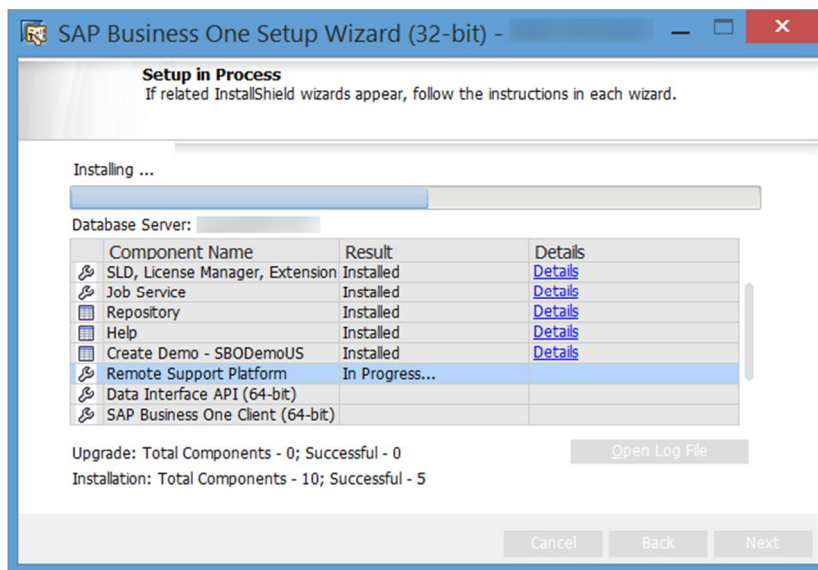 SAP Business One Setup Wizard (32-bit) -
Setup in Process
If related InstallShield wizards appear, follow the instructions in each wizard.
Installing ...
Database Server:
Component Name Result Details
SLD, License Manager, Extension Installed Details
Job Service Installed Details
Repository Installed Details
Help Installed Details
Create Demo - SBODemoUS Installed Details
Remote Support Platform In Progress...
Data Interface API (64-bit)
SAP Business One Client (64-bit)
Upgrade: Total Components - 0; Successful - 0
Open Log File
Installation: Total Components - 10; Successful - 5
Cancel Back Next